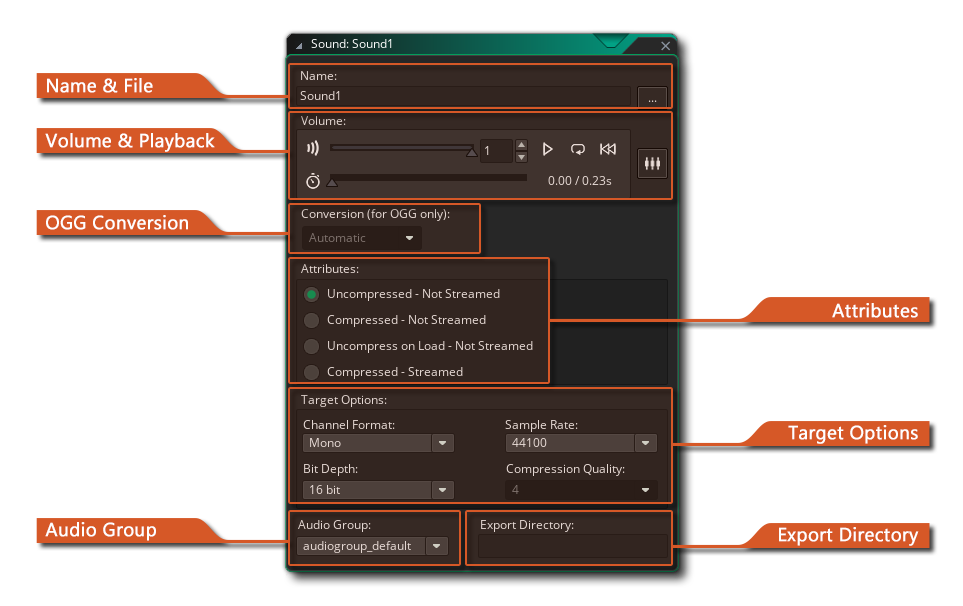 Sound: Sound1
Name & File
Name:
Sound1
...
Volume & Playback
Volume:
1
0.00 / 0.23s
OGG Conversion
Conversion (for OGG only):
Automatic
Attributes:
Uncompressed - Not Streamed
Compressed - Not Streamed
Uncompress on Load - Not Streamed
Compressed - Streamed
Attributes
Target Options:
Channel Format:
Mono
Sample Rate:
44100
Bit Depth:
16 bit
Compression Quality:
4
Target Options
Audio Group
Audio Group:
audiogroup_default
Export Directory:
Export Directory